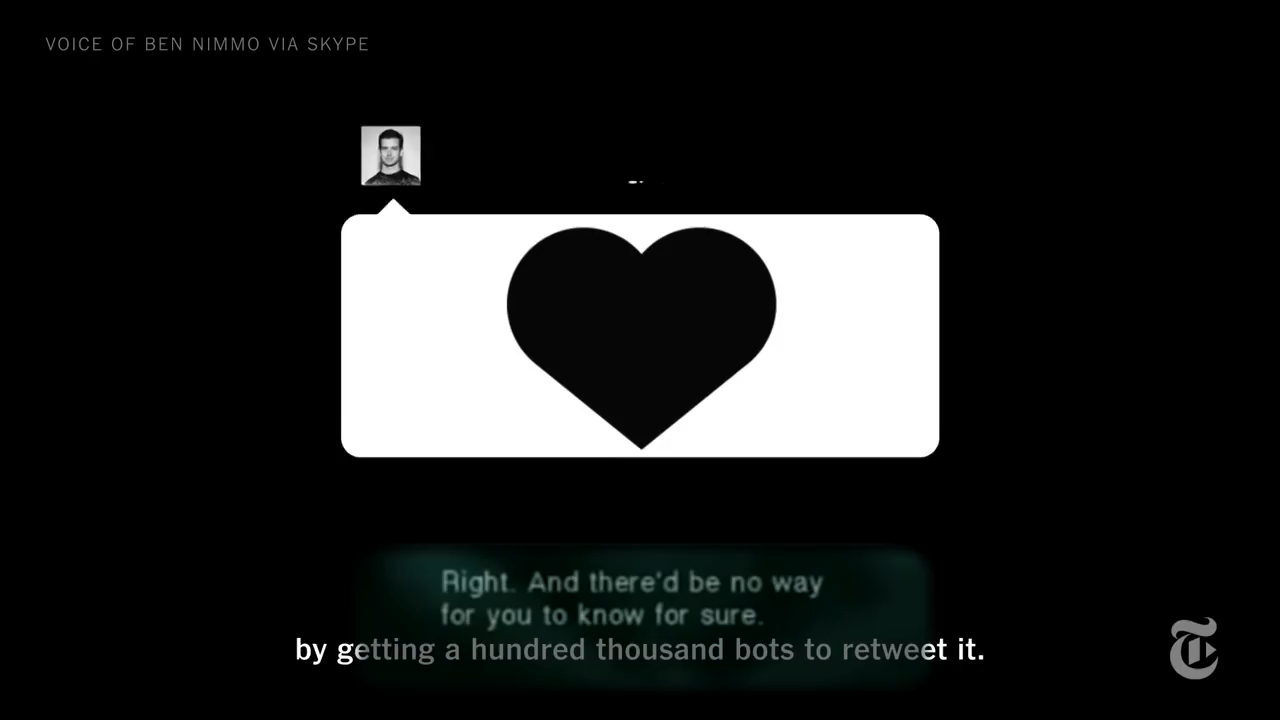 VOICE OF BEN NIMMO VIA SKYPE
Right. And there'd be no way
for you to know for sure.
by getting a hundred thousand bots to retweet it.